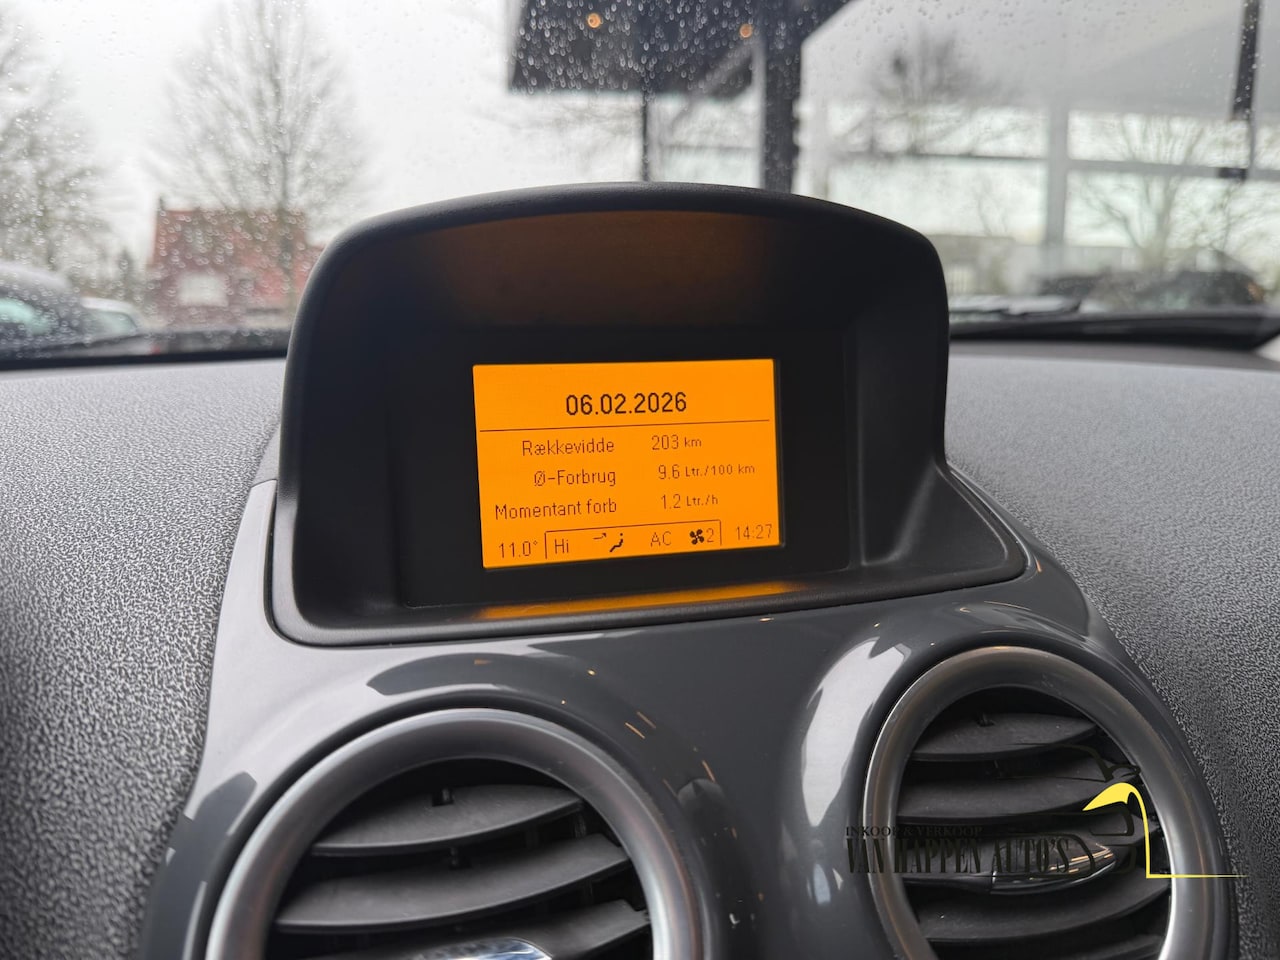 06.02.2026
Rækkevidde 203 km
Ø-Forbrug 9.6 Ltr./100 km
Momentant forb 1.2 Ltr./h
11.0° Hi AC 2 14:27
INKOOP & VERKOOP
VAN HAPPEN AUTO'S